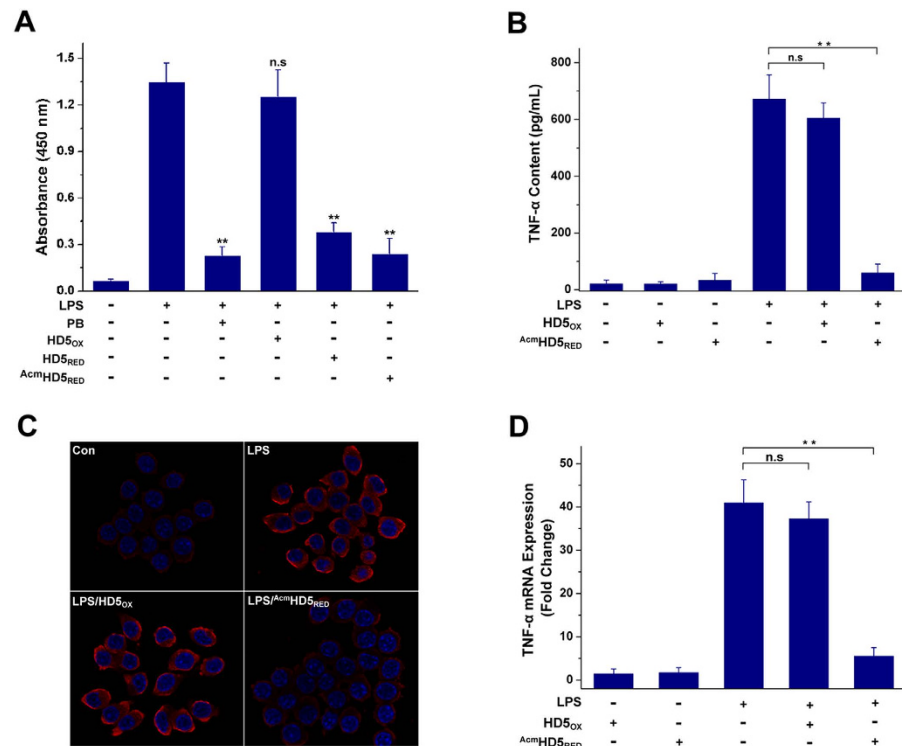 A
Absorbance (450 nm)
1.5
1.2
0.9
0.6
0.3
0.0
n.s
**
**
**
LPS - + + + + +
PB - - + - - -
HD5OX - - - + - -
HD5RED - - - - + -
AcmHD5RED - - - - - +
B
TNF-α Content (pg/mL)
800
600
400
200
0
**
n.s
LPS - - - + + +
HD5OX - + - - + -
AcmHD5RED - - + - - +
C
Con
LPS
LPS/HD5OX
LPS/AcmHD5RED
D
TNF-α mRNA Expression
(Fold Change)
50
40
30
20
10
0
**
n.s
LPS - - + + +
HD5OX + - - + -
AcmHD5RED - + - - +